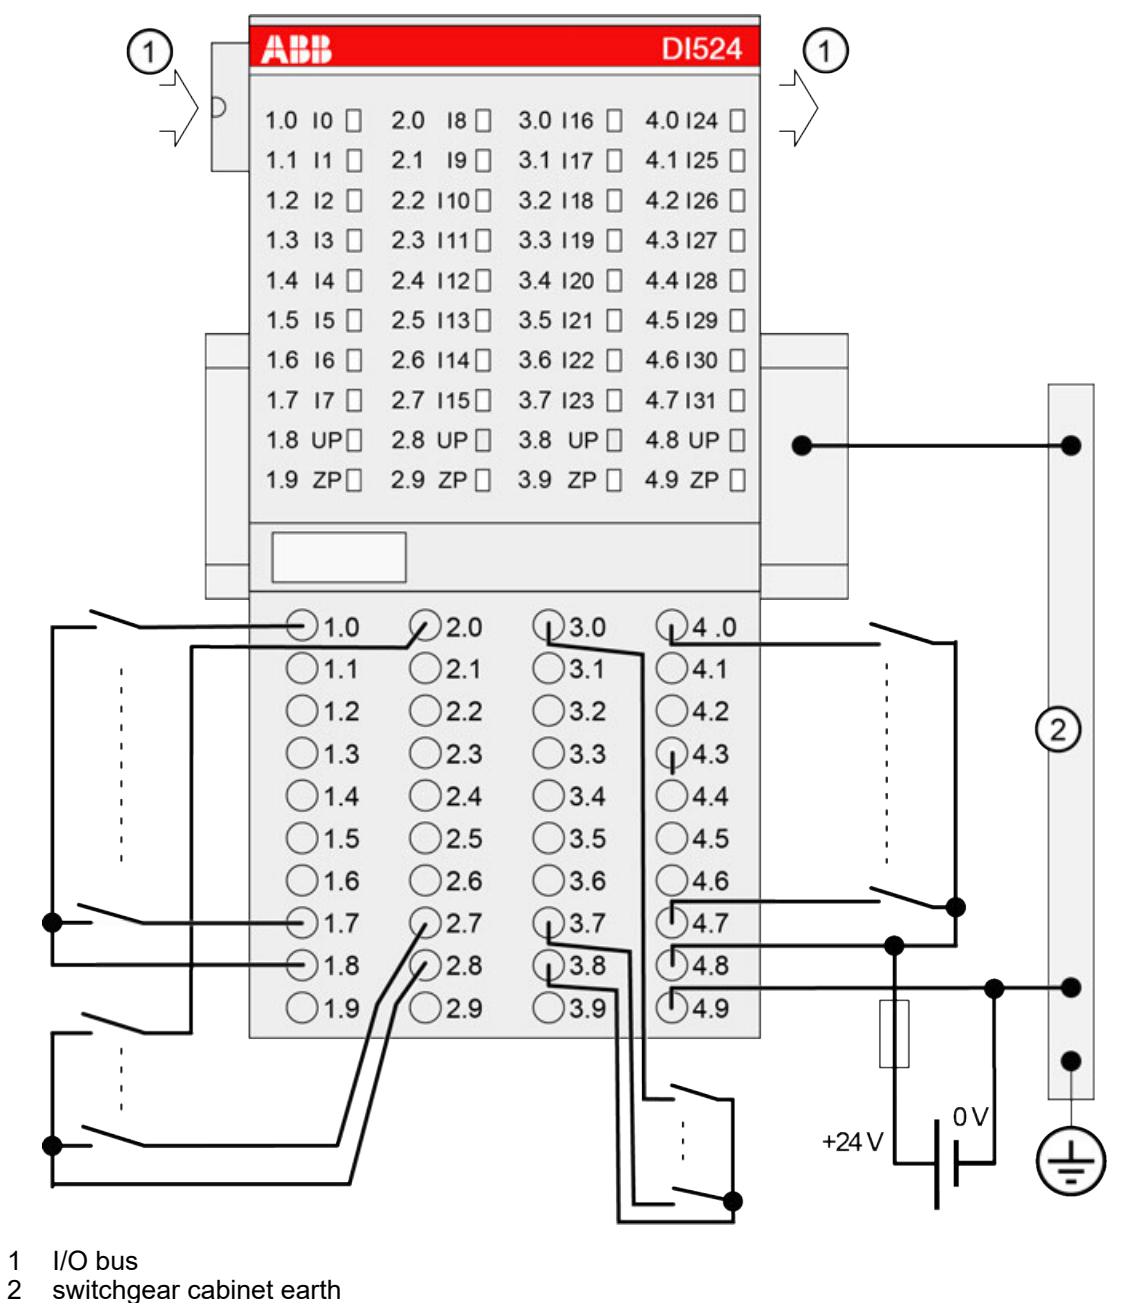 1 ABB DI524 1
1.0 I0 2.0 I8 3.0 I16 4.0 I24
1.1 I1 2.1 I9 3.1 I17 4.1 I25
1.2 I2 2.2 I10 3.2 I18 4.2 I26
1.3 I3 2.3 I11 3.3 I19 4.3 I27
1.4 I4 2.4 I12 3.4 I20 4.4 I28
1.5 I5 2.5 I13 3.5 I21 4.5 I29
1.6 I6 2.6 I14 3.6 I22 4.6 I30
1.7 I7 2.7 I15 3.7 I23 4.7 I31
1.8 UP 2.8 UP 3.8 UP 4.8 UP
1.9 ZP 2.9 ZP 3.9 ZP 4.9 ZP
1.0 2.0 3.0 4 .0
1.1 2.1 3.1 4.1
1.2 2.2 3.2 4.2
2
1.3 2.3 3.3 4.3
1.4 2.4 3.4 4.4
1.5 2.5 3.5 4.5
1.6 2.6 3.6 4.6
1.7 2.7 3.7 4.7
1.8 2.8 3.8 4.8
1.9 2.9 3.9 4.9
0 V
+24 V
1 I/O bus
2 switchgear cabinet earth